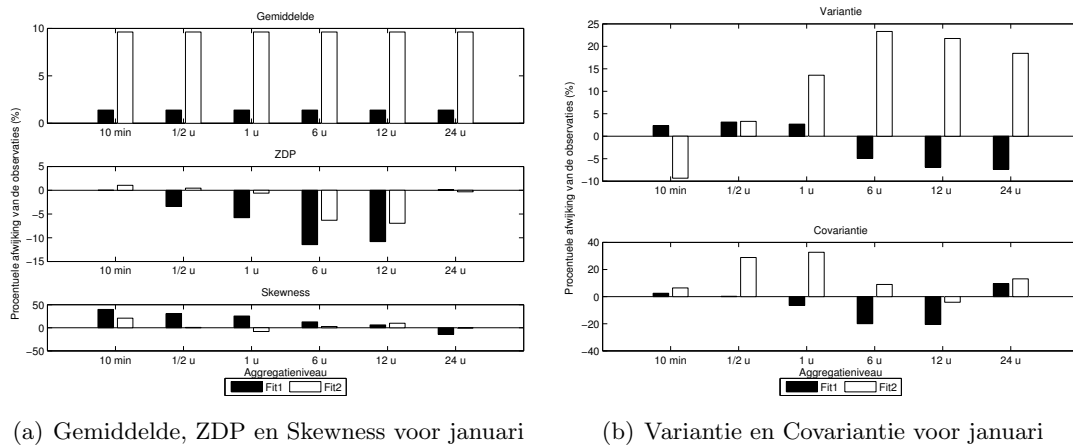 Gemiddelde
10
5
0
10 min 1/2 u 1 u 6 u 12 u 24 u
Procentuele afwijking van de observaties (%)
ZDP
5
0
−5
−10
−15
10 min 1/2 u 1 u 6 u 12 u 24 u
Skewness
50
0
−50
10 min 1/2 u 1 u 6 u 12 u 24 u
Aggregatieniveau
Fit1 Fit2
(a) Gemiddelde, ZDP en Skewness voor januari
Variantie
25
20
15
10
5
0
−5
−10
10 min 1/2 u 1 u 6 u 12 u 24 u
Procentuele afwijking van de observaties (%)
Covariantie
40
20
0
−20
−40
10 min 1/2 u 1 u 6 u 12 u 24 u
Aggregatieniveau
Fit1 Fit2
(b) Variantie en Covariantie voor januari